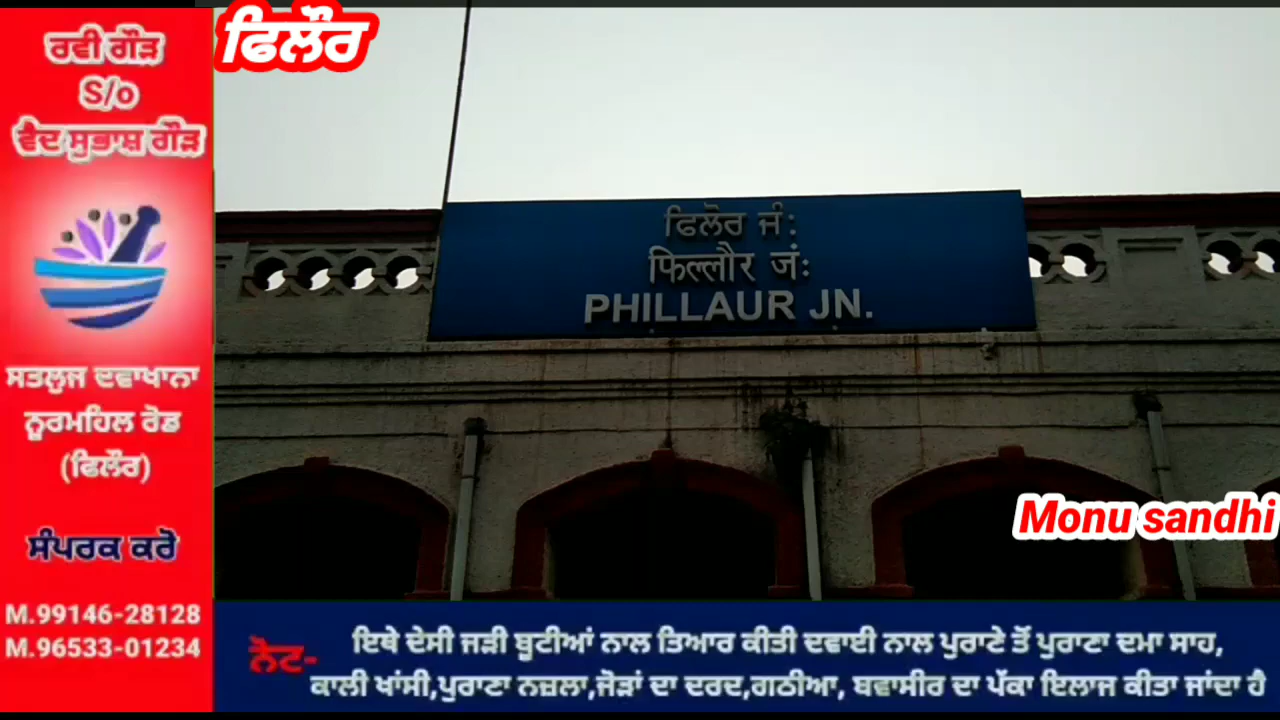 ਰਵੀ ਗੌੜ
S/o
ਵੈਦ ਸੁਭਾਸ਼ ਗੌੜ
ਸਤਲੁਜ ਦਵਾਖਾਨਾ
ਨੂਰਮਹਿਲ ਰੋਡ
(ਫਿਲੌਰ)
ਸੰਪਰਕ ਕਰੋ
M.99146-28128
M.96533-01234
ਫਿਲੌਰ
ਫਿਲੌਰ ਜੰ:
फिल्लौर जं:
PHILLAUR JN.
Monu sandhi
ਨੋਟ- ਇਥੇ ਦੇਸੀ ਜੜੀ ਬੂਟੀਆਂ ਨਾਲ ਤਿਆਰ ਕੀਤੀ ਦਵਾਈ ਨਾਲ ਪੁਰਾਣੇ ਤੋਂ ਪੁਰਾਣਾ ਦਮਾ ਸਾਹ,
ਕਾਲੀ ਖਾਂਸੀ,ਪੁਰਾਣਾ ਨਜ਼ਲਾ,ਜੋੜਾਂ ਦਾ ਦਰਦ,ਗਠੀਆ, ਬਵਾਸੀਰ ਦਾ ਪੱਕਾ ਇਲਾਜ ਕੀਤਾ ਜਾਂਦਾ ਹੈ